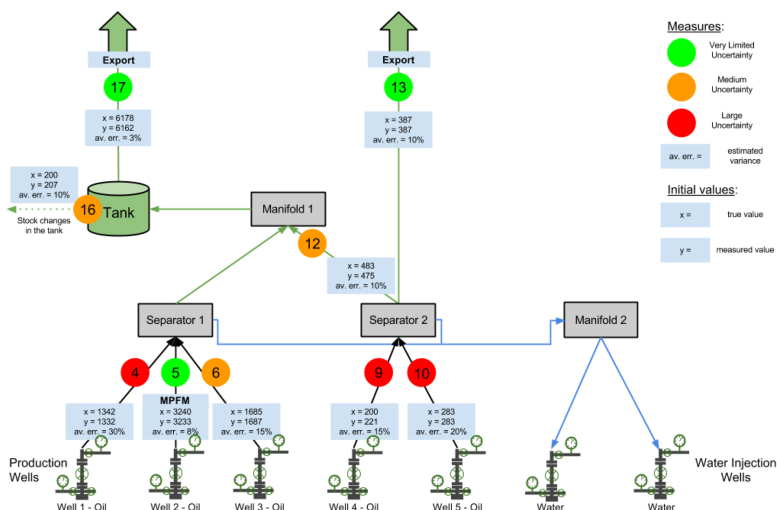 Export
17
x = 6178
y = 6162
av. err. = 3%
Export
13
x = 387
y = 387
av. err. = 10%
Measures:
Very Limited
Uncertainty
Medium
Uncertainty
Large
Uncertainty
av. err. =
estimated
variance
Initial values:
x =
true value
y =
measured value
x = 200
y = 207
av. err. = 10%
16
Tank
Stock changes
in the tank
Manifold 1
12
x = 483
y = 475
av. err. = 10%
Separator 1
Separator 2
Manifold 2
4
5
6
9
10
MPFM
x = 1342
y = 1332
av. err. = 30%
x = 3240
y = 3233
av. err. = 8%
x = 1685
y = 1687
av. err. = 15%
x = 200
y = 221
av. err. = 15%
x = 283
y = 283
av. err. = 20%
Production
Wells
Water Injection
Wells
Well 1 - Oil
Well 2 - Oil
Well 3 - Oil
Well 4 - Oil
Well 5 - Oil
Water
Water